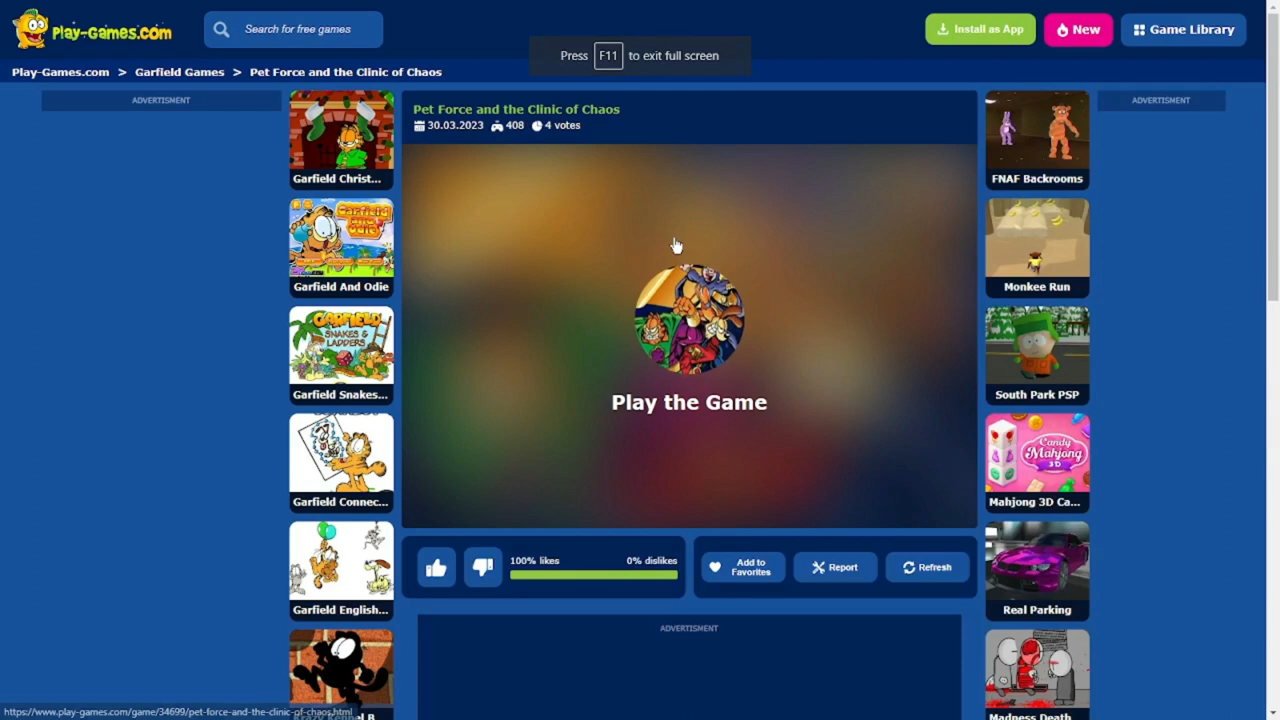 Play-Games.com
Search for free games
Install as App
New
Game Library
Press F11 to exit full screen
Play-Games.com > Garfield Games > Pet Force and the Clinic of Chaos
ADVERTISMENT
Garfield Christ...
Garfield And Odie
Garfield Snakes...
Garfield Connec...
Garfield English...
Pet Force and the Clinic of Chaos
30.03.2023 408 4 votes
Play the Game
100% likes 0% dislikes
Add to Favorites
Report
Refresh
ADVERTISMENT
FNAF Backrooms
Monkee Run
South Park PSP
Candy Mahjong 3D
Mahjong 3D Ca...
Real Parking
Madness Death
ADVERTISMENT
https://www.play-games.com/game/34699/pet-force-and-the-clinic-of-chaos.html